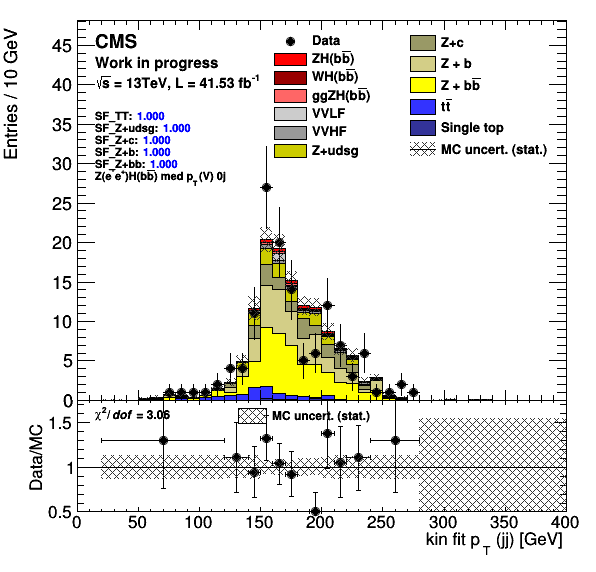 CMS
Work in progress
√s = 13TeV, L = 41.53 fb⁻¹
SF_TT: 1.000
SF_Z+udsg: 1.000
SF_Z+c: 1.000
SF_Z+b: 1.000
SF_Z+bb: 1.000
Z(e⁻e⁺)H(bb̅) med p_T(V) 0j
Data
ZH(bb̅)
WH(bb̅)
ggZH(bb̅)
VVLF
VVHF
Z+udsg
Z+c
Z + b
Z + bb̅
tt̅
Single top
MC uncert. (stat.)
Entries / 10 GeV
45
40
35
30
25
20
15
10
5
0
χ²/dof = 3.06
MC uncert. (stat.)
Data/MC
1.5
1
0.5
0 50 100 150 200 250 300 350 400
kin fit p_T (jj) [GeV]